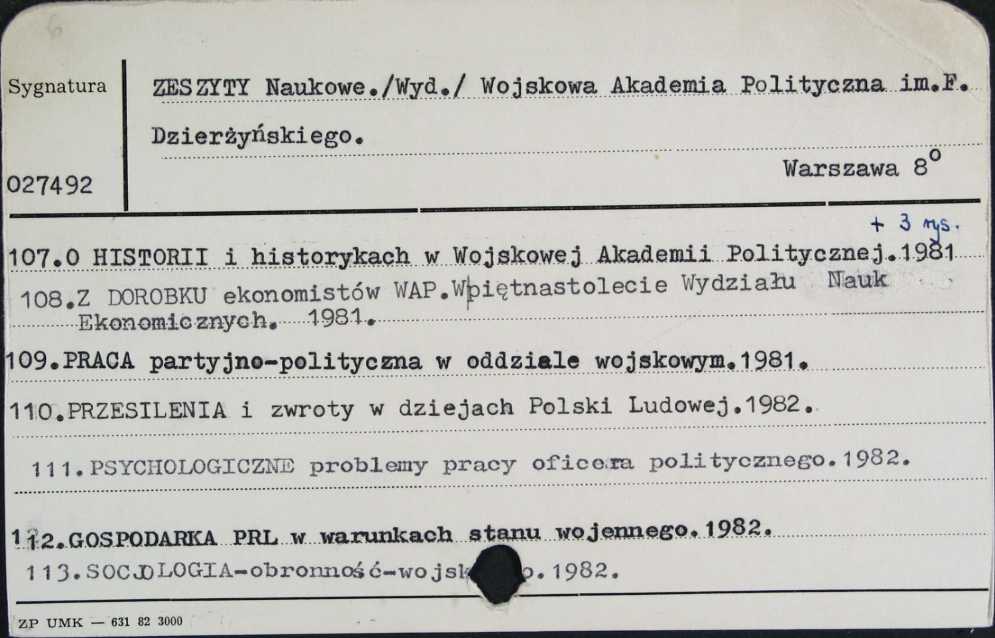 6
Sygnatura
ZESZYTY Naukowe./Wyd./ Wojskowa Akademia Polityczna im.F.
Dzierżyńskiego.
027492
Warszawa 8o
+ 3 rys.
107.O HISTORII i historykach w Wojskowej Akademii Politycznej.1981
108.Z DOROBKU ekonomistów WAP.Wpiętnastolecie Wydziału Nauk
Ekonomicznych. 1981.
109.PRACA partyjno-polityczna w oddziale wojskowym.1981.
110.PRZESILENIA i zwroty w dziejach Polski Ludowej.1982.
111.PSYCHOLOGICZNE problemy pracy oficera politycznego.1982.
112.GOSPODARKA PRL w warunkach stanu wojennego.1982.
113.SOCJOLOGIA-obronność- 1982.
ZP UMK — 631 82 3000